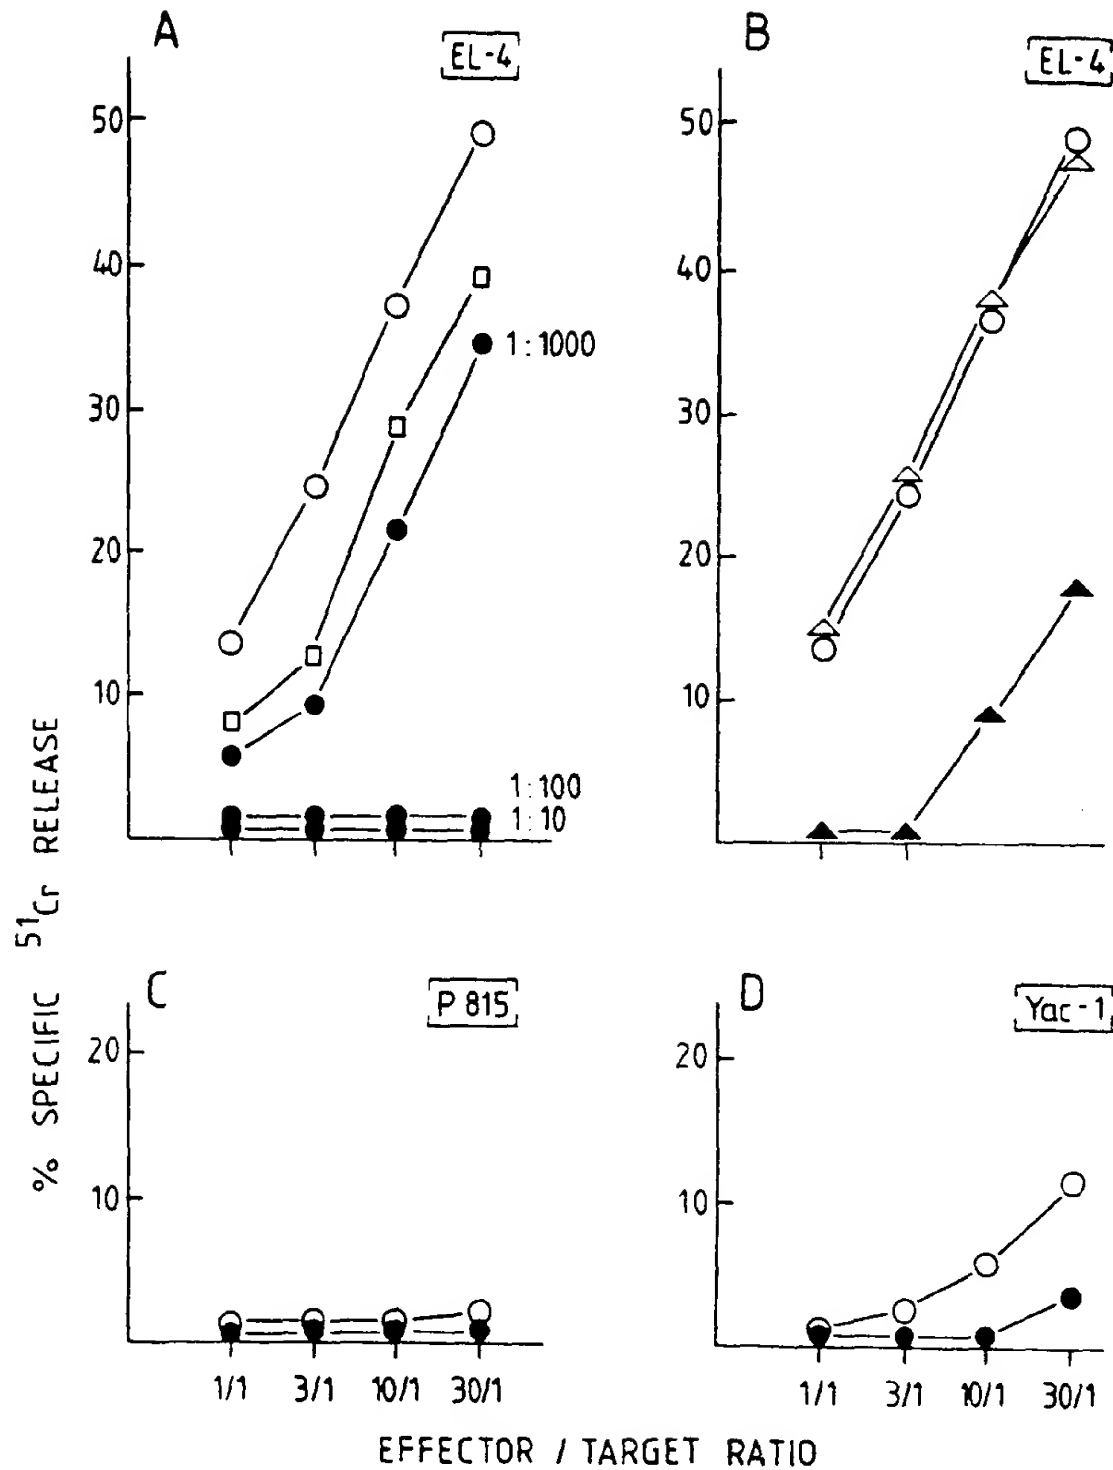 A
EL-4
50
40
30
20
10
1:1000
1:100
1:10
B
EL-4
50
40
30
20
10
C
P 815
20
10
1/1 3/1 10/1 30/1
D
Yac-1
20
10
1/1 3/1 10/1 30/1
% SPECIFIC ⁵¹Cr RELEASE
EFFECTOR / TARGET RATIO